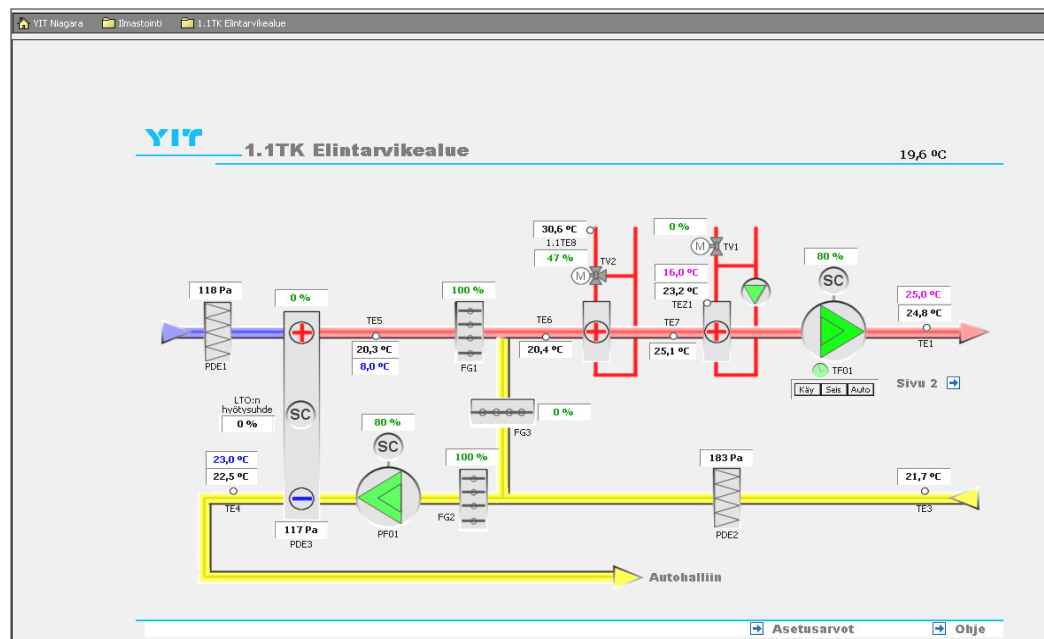 YIT Niagara Ilmastointi 1.1TK Elintarvikealue
YIT
1.1TK Elintarvikealue
19,6 ºC
30,6 ºC
1.1TE8
47 %
M
TV2
0 %
M
TV1
16,0 ºC
23,2 ºC
TEZ1
80 %
SC
118 Pa
PDE1
0 %
TE5
20,3 ºC
8,0 ºC
100 %
FG1
TE6
20,4 ºC
TE7
25,1 ºC
25,0 ºC
24,8 ºC
TE1
TF01
Käy Seis Auto
Sivu 2
LTO:n
hyötysuhde
0 %
SC
80 %
SC
0 %
FG3
23,0 ºC
22,5 ºC
TE4
117 Pa
PDE3
PF01
100 %
FG2
183 Pa
PDE2
21,7 ºC
TE3
Autohalliin
Asetusarvot
Ohje